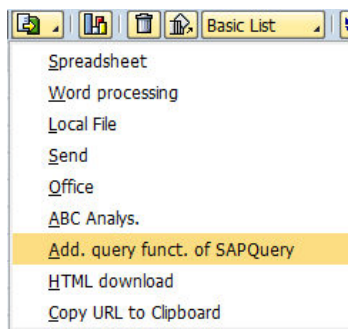 Basic List
Spreadsheet
Word processing
Local File
Send
Office
ABC Analys.
Add. query funct. of SAPQuery
HTML download
Copy URL to Clipboard